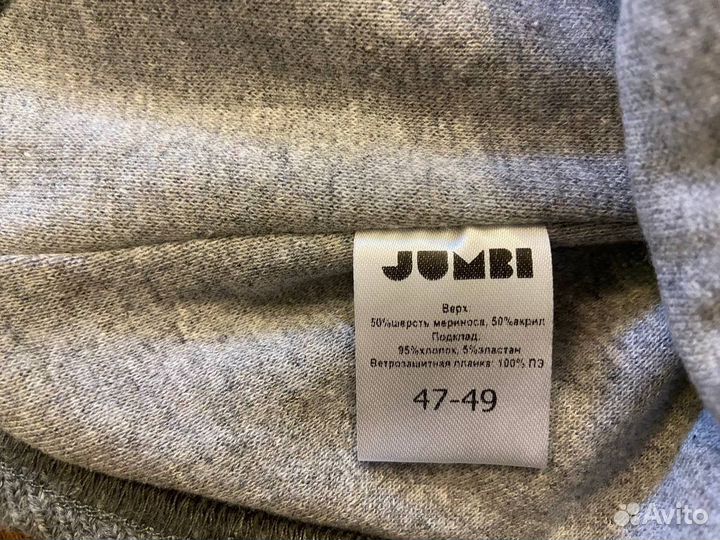 JUMBI
Верх:
50%шерсть мериноса, 50%акрил
Подклад:
95%хлопок, 5%эластан
Ветрозащитная планка: 100% ПЭ
47-49
Avito